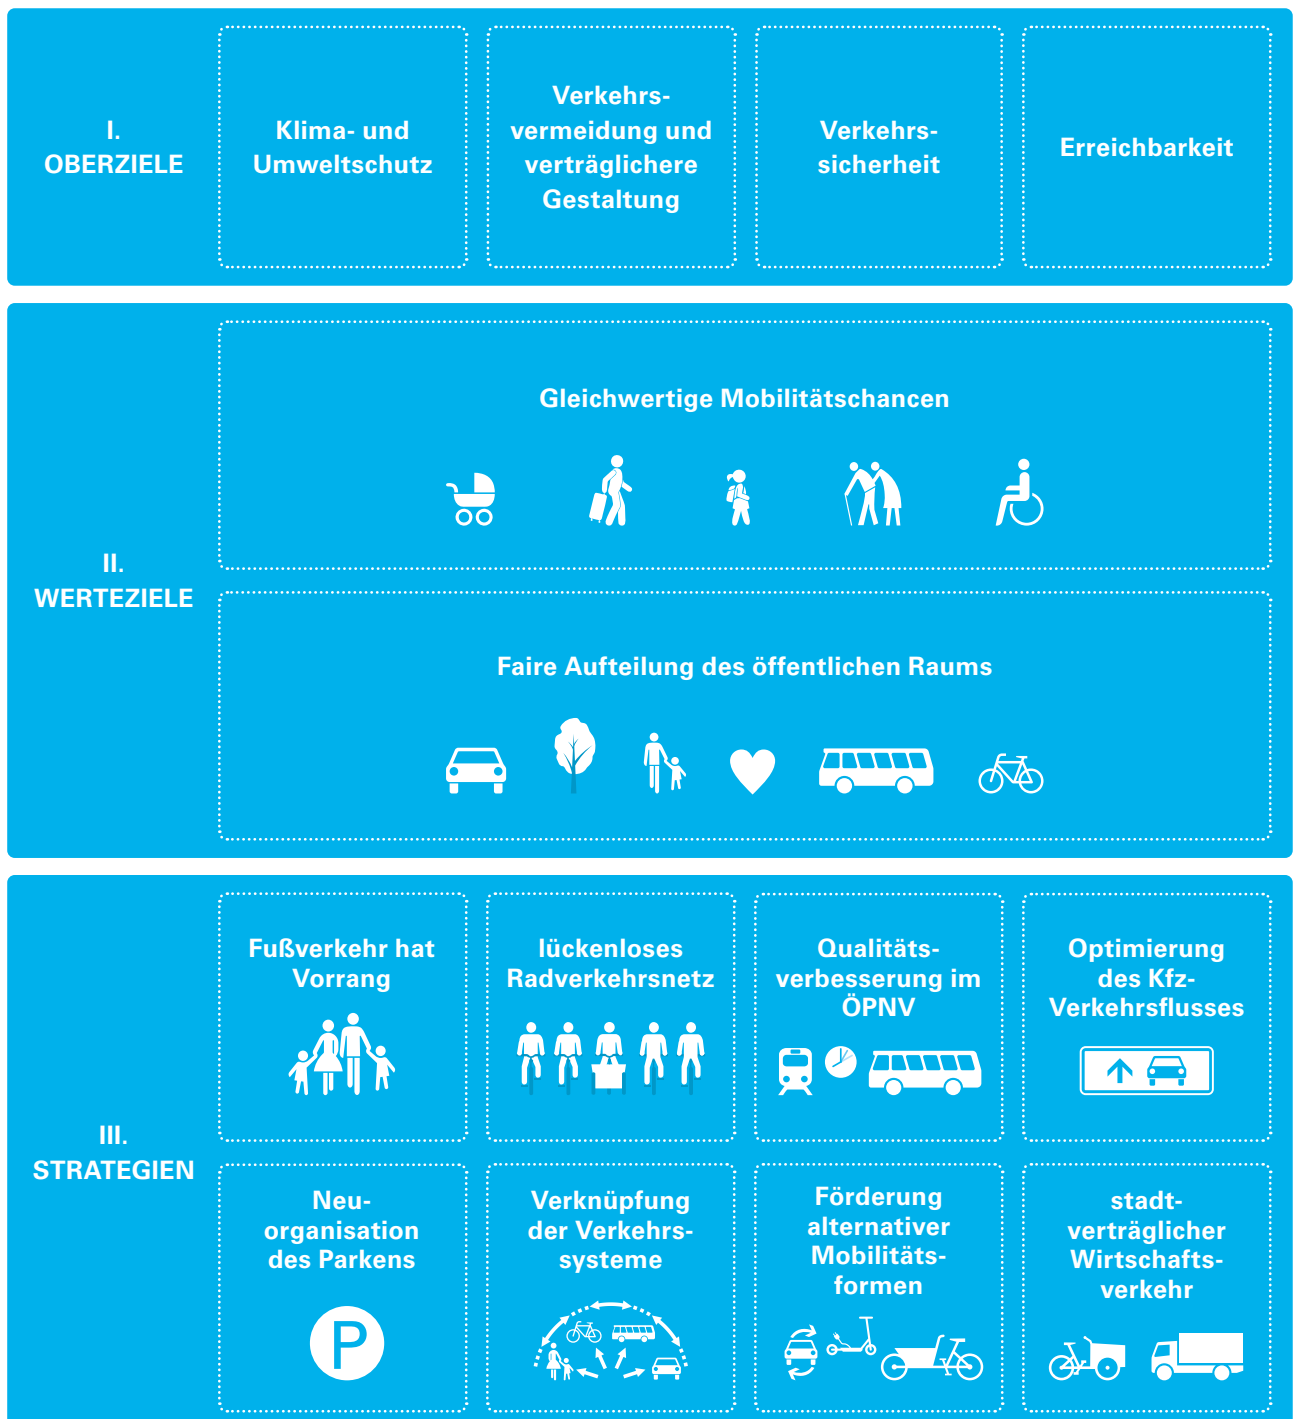 I.
OBERZIELE
Klima- und
Umweltschutz
Verkehrs-
vermeidung und
verträglichere
Gestaltung
Verkehrs-
sicherheit
Erreichbarkeit
II.
WERTEZIELE
Gleichwertige Mobilitätschancen
Faire Aufteilung des öffentlichen Raums
III.
STRATEGIEN
Fußverkehr hat
Vorrang
lückenloses
Radverkehrsnetz
Qualitäts-
verbesserung im
ÖPNV
Optimierung
des Kfz-
Verkehrsflusses
Neu-
organisation
des Parkens
P
Verknüpfung
der Verkehrs-
systeme
Förderung
alternativer
Mobilitäts-
formen
stadt-
verträglicher
Wirtschafts-
verkehr